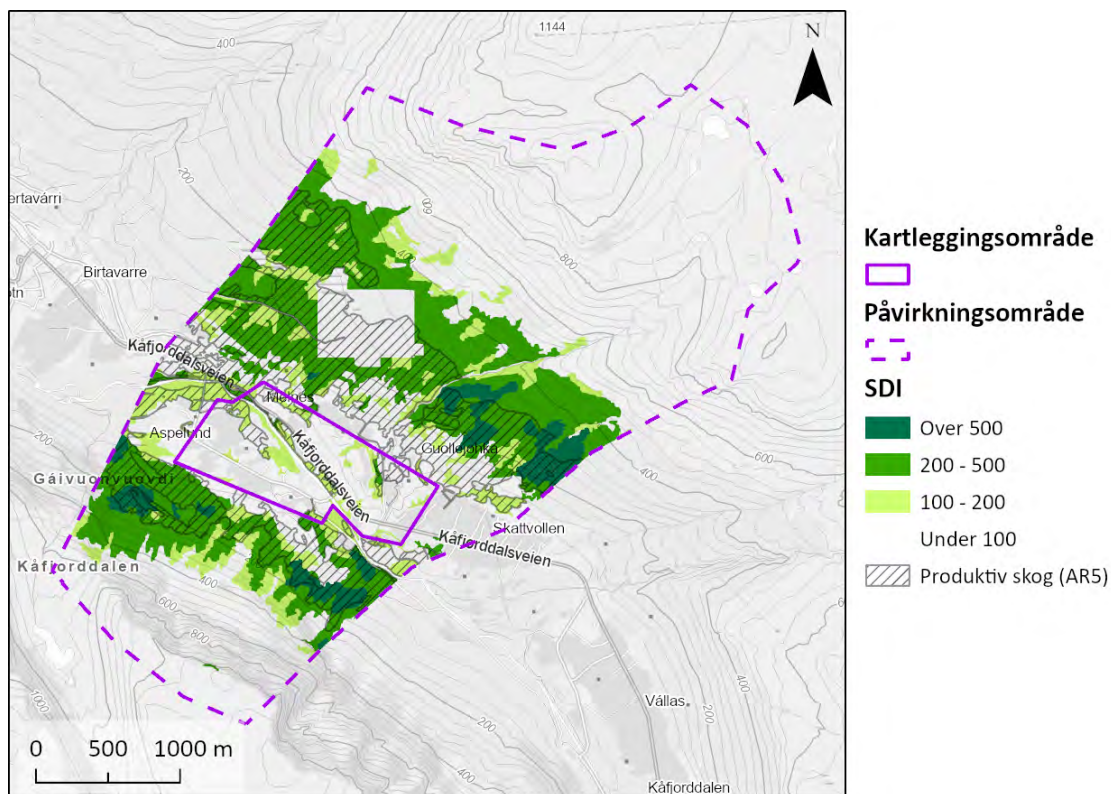 1144
N
400
200
600
400
800
ertavárri
Birtavarre
otn
Kåfjorddalsveien
Melnes
Aspelund
Kåfjorddalsveien
Guollejohka
200
Gáivuonvuovdi
Skattvollen
600
Kåfjorddalsveien
Kåfjorddalen
400
600
800
200
1000
Vállas
200
400
400
Kåfjorddalen
0 500 1000 m
Kartleggingsområde
Påvirkningsområde
SDI
Over 500
200 - 500
100 - 200
Under 100
Produktiv skog (AR5)